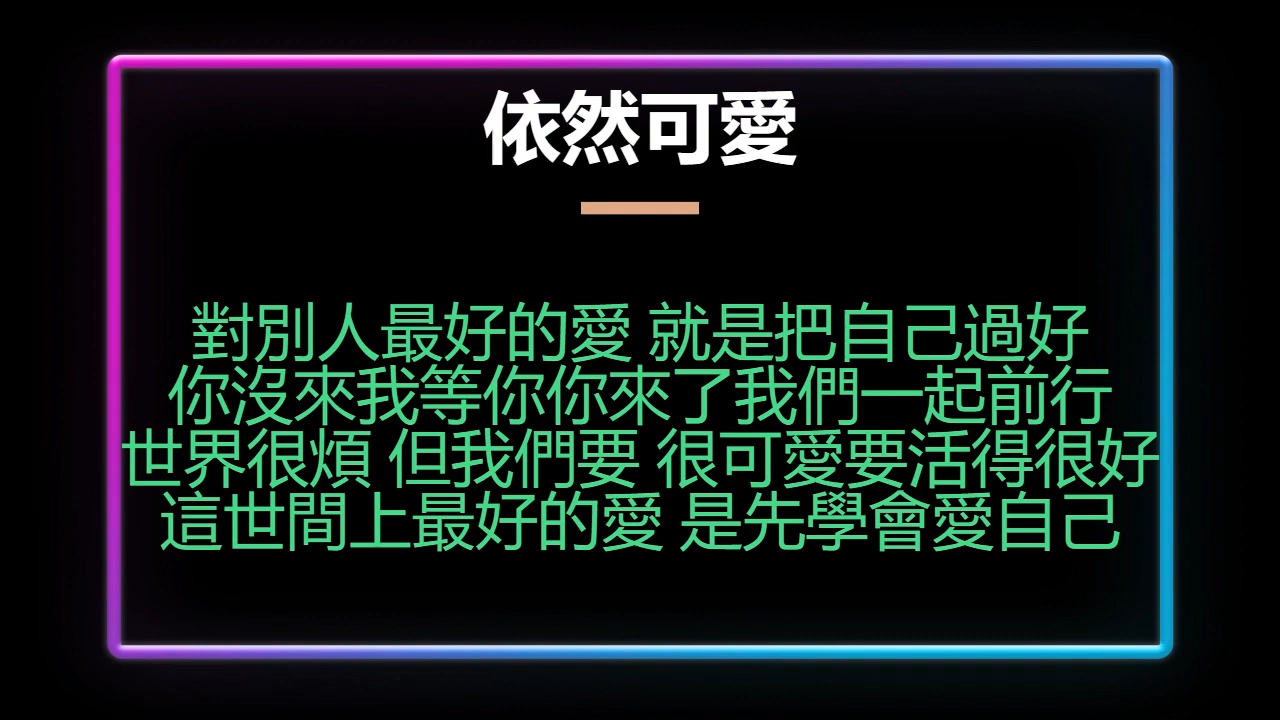 依然可愛
對別人最好的愛 就是把自己過好
你沒來我等你你來了我們一起前行
世界很煩 但我們要 很可愛要活得很好
這世間上最好的愛 是先學會愛自己